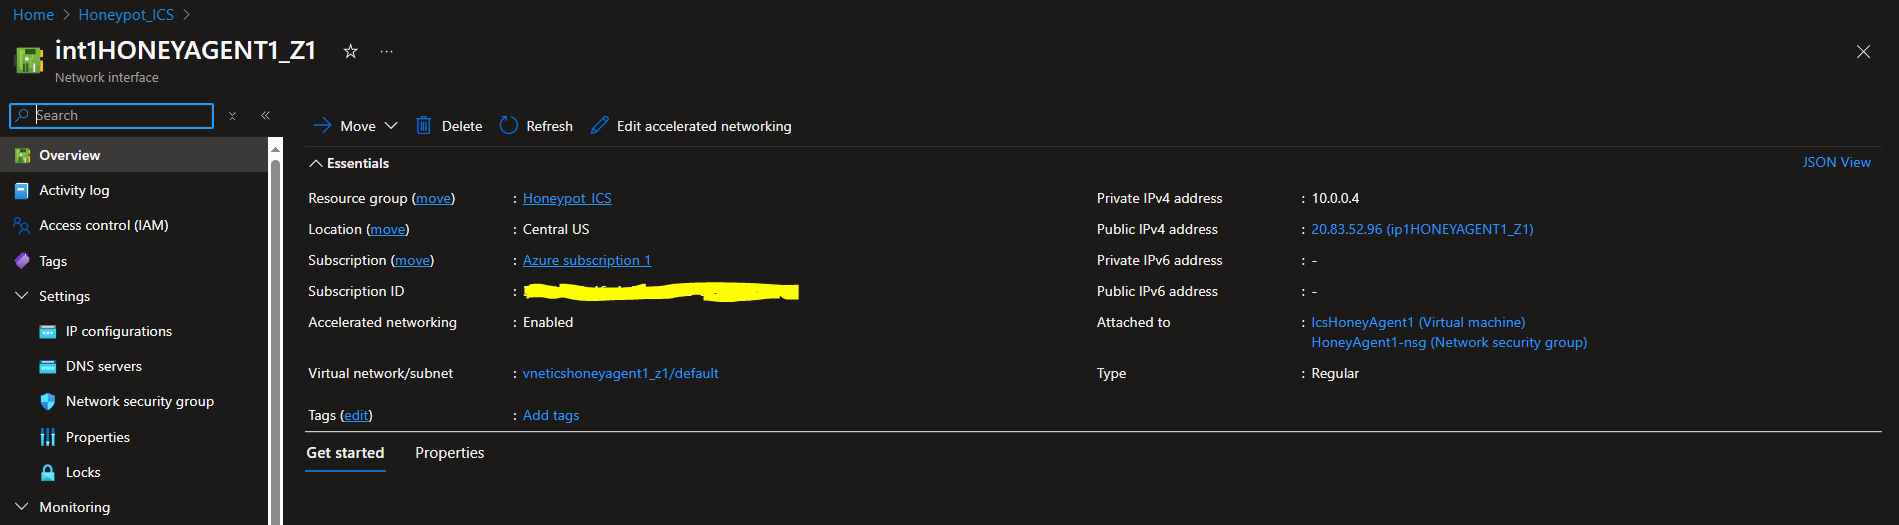 Home > Honeypot_ICS >
int1HONEYAGENT1_Z1
Network interface
Search
Overview
Activity log
Access control (IAM)
Tags
Settings
IP configurations
DNS servers
Network security group
Properties
Locks
Monitoring
Move
Delete
Refresh
Edit accelerated networking
Essentials
JSON View
Resource group (move) : Honeypot_ICS
Location (move) : Central US
Subscription (move) : Azure subscription 1
Subscription ID :
Accelerated networking : Enabled
Virtual network/subnet : vneticshoneyagent1_z1/default
Tags (edit) : Add tags
Private IPv4 address : 10.0.0.4
Public IPv4 address : 20.83.52.96 (ip1HONEYAGENT1_Z1)
Private IPv6 address : -
Public IPv6 address : -
Attached to : IcsHoneyAgent1 (Virtual machine)
HoneyAgent1-nsg (Network security group)
Type : Regular
Get started
Properties